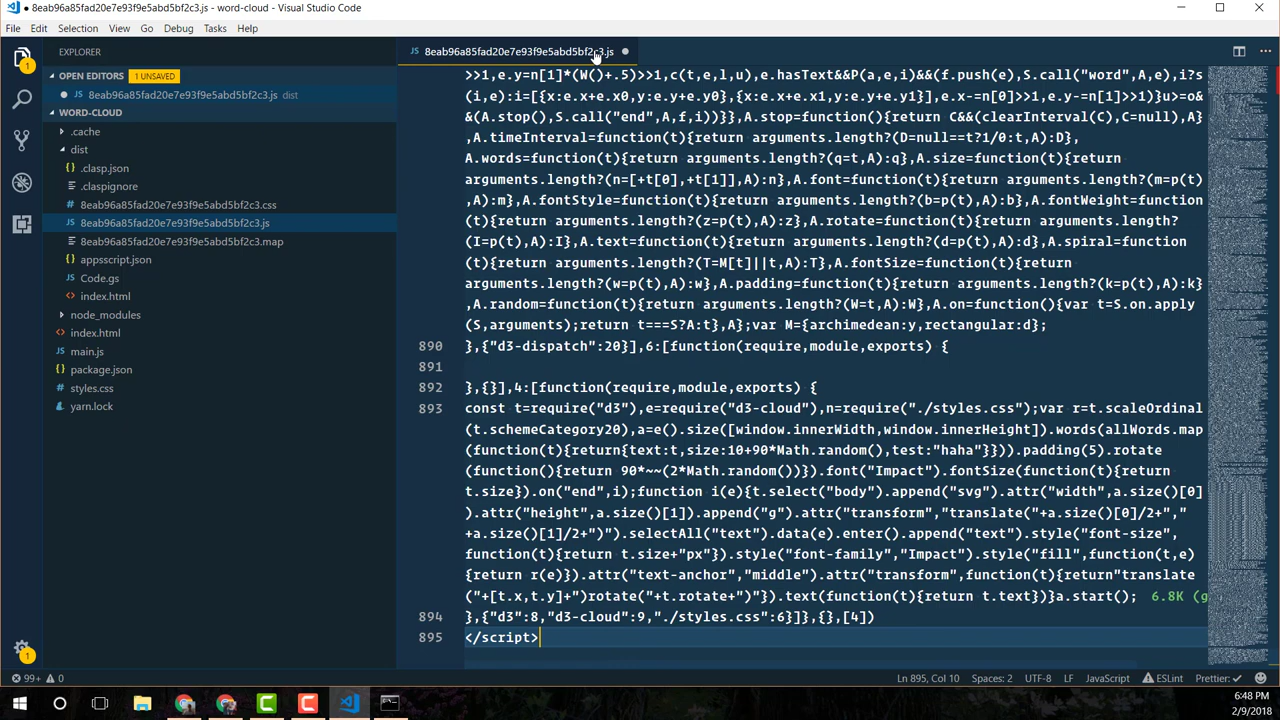 8eab96a85fad20e7e93f9e5abd5bf2c3.js - word-cloud - Visual Studio Code
File Edit Selection View Go Debug Tasks Help
EXPLORER
OPEN EDITORS 1 UNSAVED
JS 8eab96a85fad20e7e93f9e5abd5bf2c3.js dist
WORD-CLOUD
.cache
dist
{} .clasp.json
.claspignore
# 8eab96a85fad20e7e93f9e5abd5bf2c3.css
JS 8eab96a85fad20e7e93f9e5abd5bf2c3.js
8eab96a85fad20e7e93f9e5abd5bf2c3.map
{} appsscript.json
JS Code.gs
<> index.html
node_modules
<> index.html
JS main.js
{} package.json
# styles.css
yarn.lock
1
JS 8eab96a85fad20e7e93f9e5abd5bf2c3.js
>>1,e.y=n[1]*(W()+.5)>>1,c(t,e,l,u),e.hasText&&P(a,e,i)&&(f.push(e),S.call("word",A,e),i?s
(i,e):i=[{x:e.x+e.x0,y:e.y+e.y0},{x:e.x+e.x1,y:e.y+e.y1}],e.x-=n[0]>>1,e.y-=n[1]>>1)}u>=o&
&(A.stop(),S.call("end",A,f,i))}},A.stop=function(){return C&&(clearInterval(C),C=null),A}
,A.timeInterval=function(t){return arguments.length?(D=null==t?1/0:t,A):D},
A.words=function(t){return arguments.length?(q=t,A):q},A.size=function(t){return
arguments.length?(n=[+t[0],+t[1]],A):n},A.font=function(t){return arguments.length?(m=p(t)
,A):m},A.fontStyle=function(t){return arguments.length?(b=p(t),A):b},A.fontWeight=function
(t){return arguments.length?(z=p(t),A):z},A.rotate=function(t){return arguments.length?
(I=p(t),A):I},A.text=function(t){return arguments.length?(d=p(t),A):d},A.spiral=function
(t){return arguments.length?(T=M[t]||t,A):T},A.fontSize=function(t){return
arguments.length?(w=p(t),A):w},A.padding=function(t){return arguments.length?(k=p(t),A):k}
,A.random=function(t){return arguments.length?(W=t,A):W},A.on=function(){var t=S.on.apply
(S,arguments);return t===S?A:t},A};var M={archimedean:y,rectangular:d};
890 },{"d3-dispatch":20}],6:[function(require,module,exports) {
891
892 },{}],4:[function(require,module,exports) {
893 const t=require("d3"),e=require("d3-cloud"),n=require("./styles.css");var r=t.scaleOrdinal
(t.schemeCategory20),a=e().size([window.innerWidth,window.innerHeight]).words(allWords.map
(function(t){return{text:t,size:10+90*Math.random(),test:"haha"}})).padding(5).rotate
(function(){return 90*~~(2*Math.random())}).font("Impact").fontSize(function(t){return
t.size}).on("end",i);function i(e){t.select("body").append("svg").attr("width",a.size()[0]
).attr("height",a.size()[1]).append("g").attr("transform","translate("+a.size()[0]/2+","
+a.size()[1]/2+")").selectAll("text").data(e).enter().append("text").style("font-size",
function(t){return t.size+"px"}).style("font-family","Impact").style("fill",function(t,e)
{return r(e)}).attr("text-anchor","middle").attr("transform",function(t){return"translate
("+[t.x,t.y]+")rotate("+t.rotate+")"}).text(function(t){return t.text})}a.start(); 6.8K (g
894 },{"d3":8,"d3-cloud":9,"./styles.css":6}]},{},[4])
895 </script>
99+ 0
Ln 895, Col 10 Spaces: 2 UTF-8 LF JavaScript ESLint Prettier: ✓
6:48 PM
2/9/2018